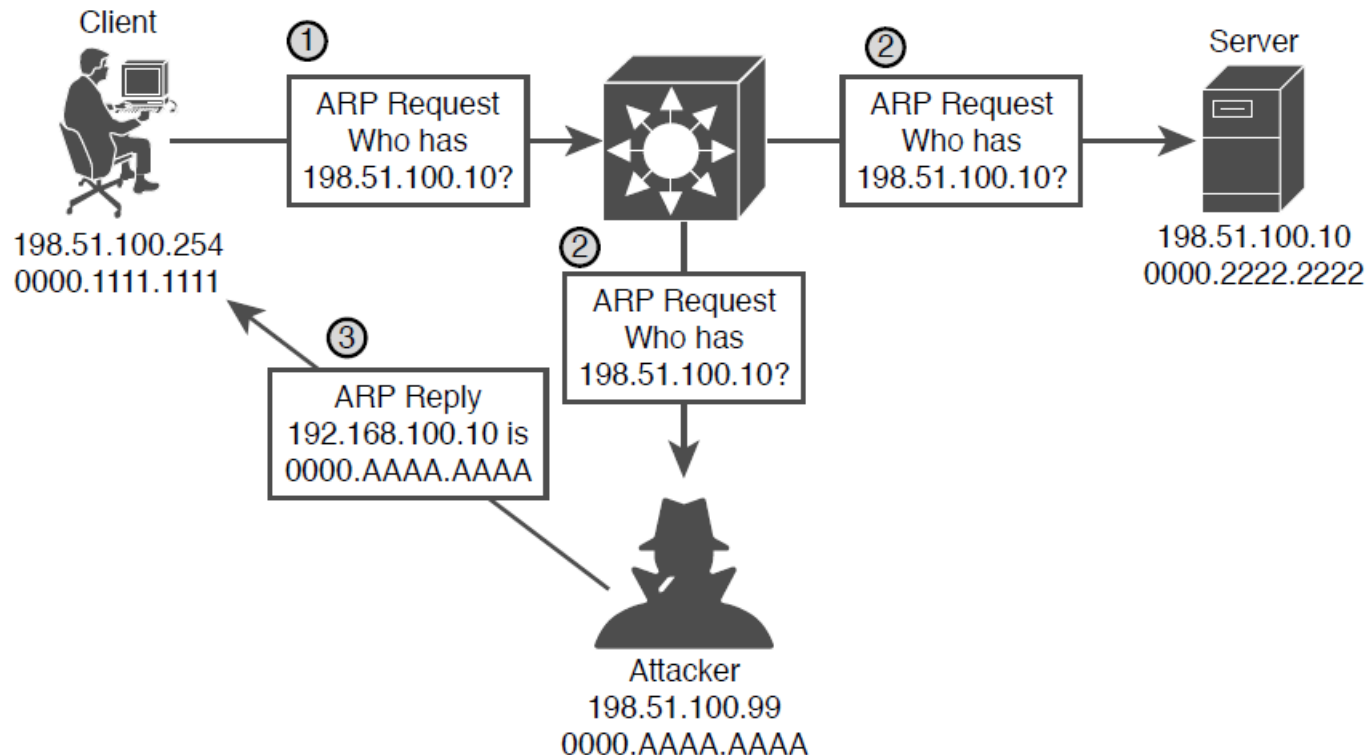 Client
1
ARP Request
Who has
198.51.100.10?
2
ARP Request
Who has
198.51.100.10?
Server
198.51.100.254
0000.1111.1111
198.51.100.10
0000.2222.2222
2
ARP Request
Who has
198.51.100.10?
3
ARP Reply
192.168.100.10 is
0000.AAAA.AAAA
Attacker
198.51.100.99
0000.AAAA.AAAA